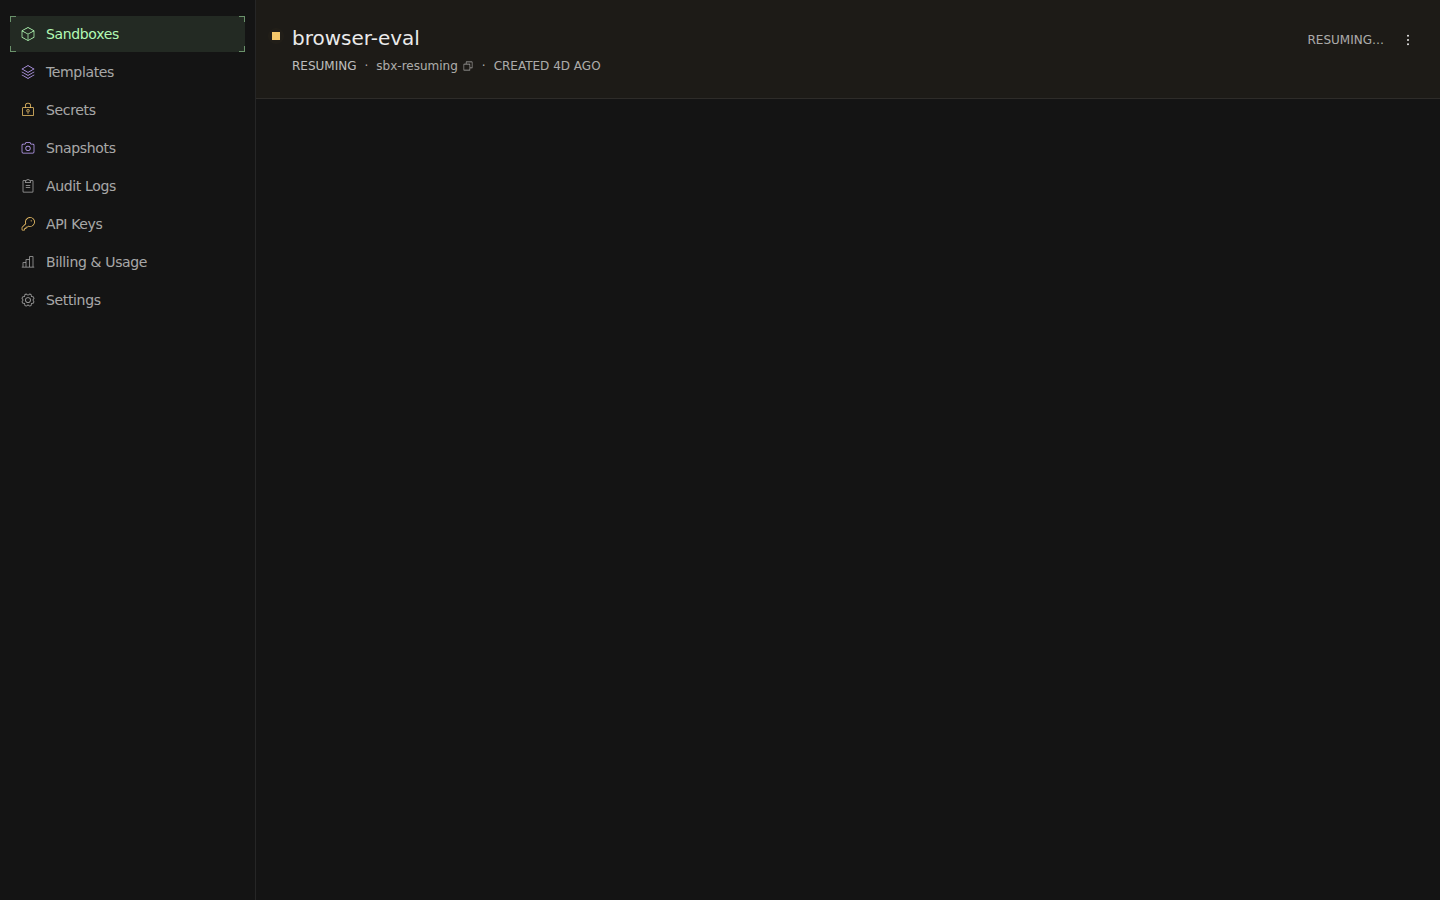 Sandboxes
Templates
Secrets
Snapshots
Audit Logs
API Keys
Billing & Usage
Settings
browser-eval
RESUMING · sbx-resuming · CREATED 4D AGO
RESUMING...